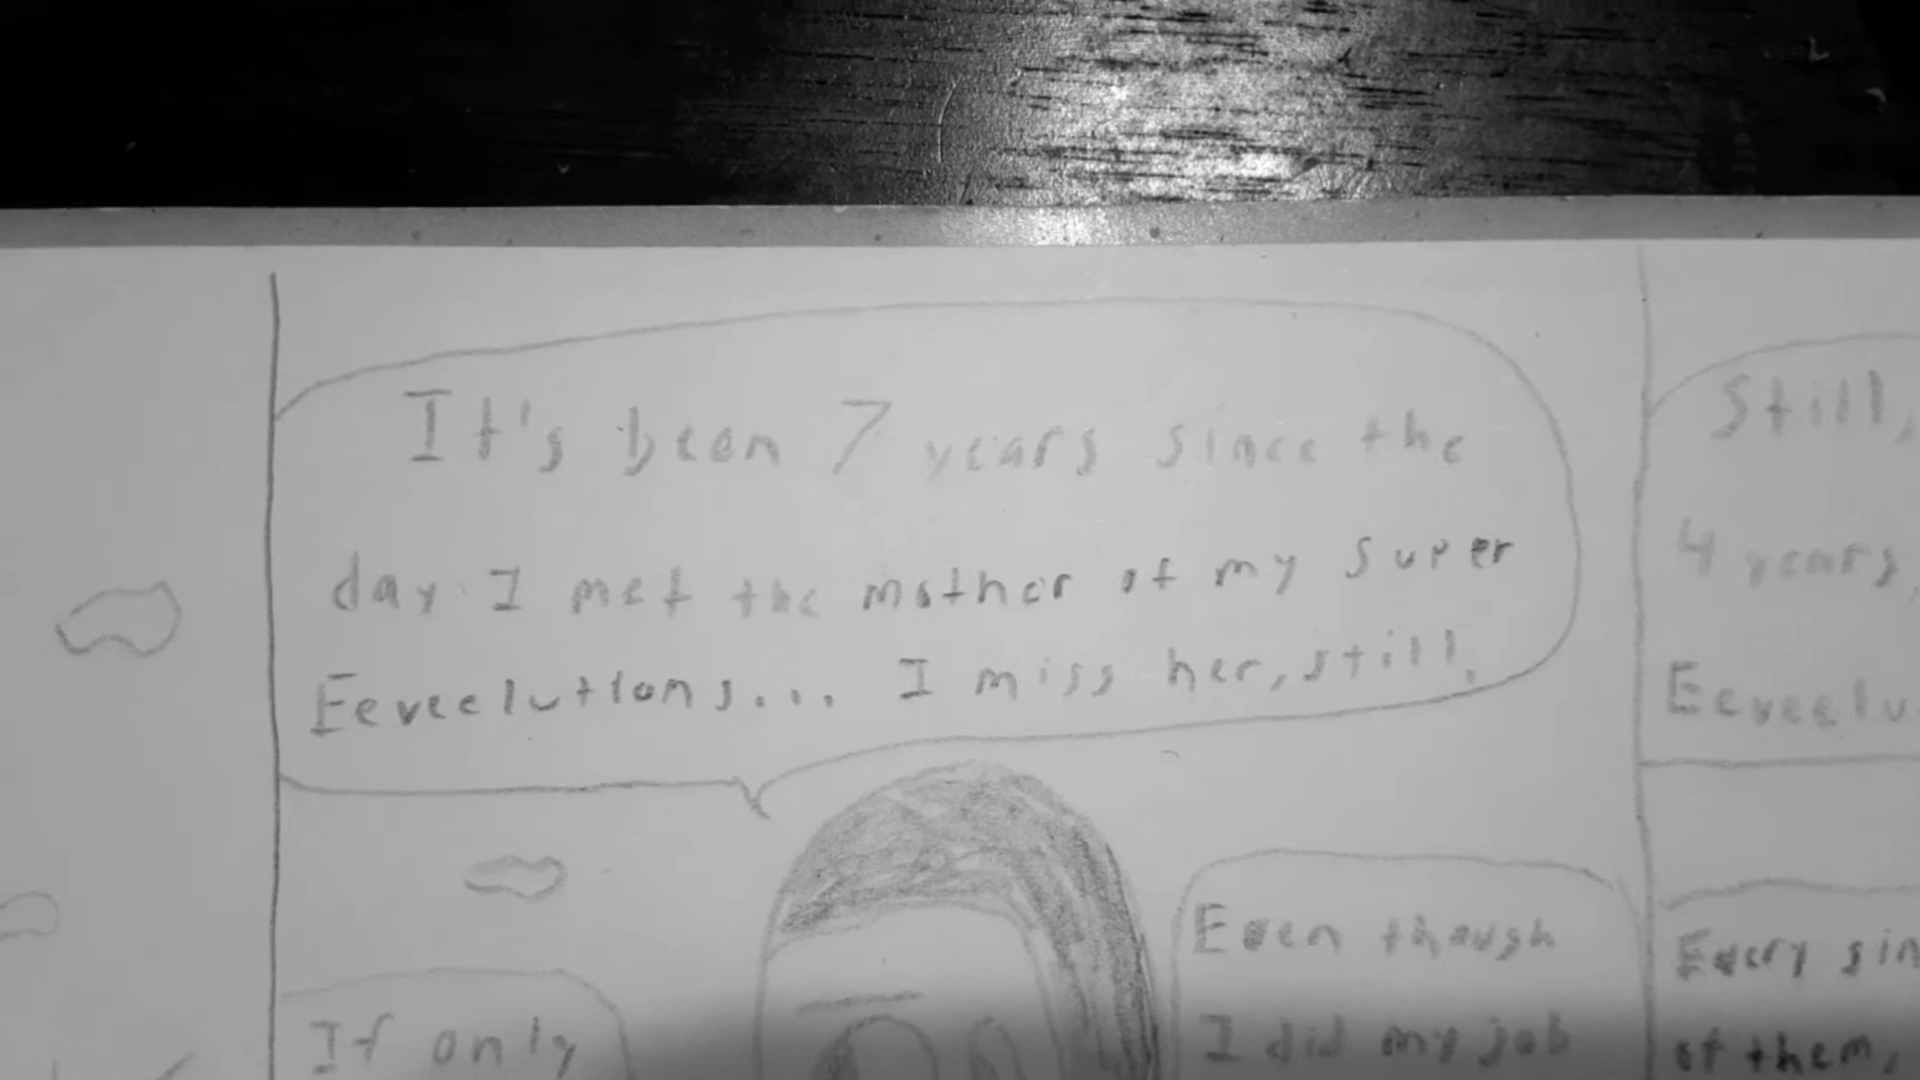 It's been 7 years since the
day I met the mother of my super
Eeveelutions... I miss her, still.
If only
Even though
I did my job
Still,
4 years,
Eeveelu
Every sin
of them,